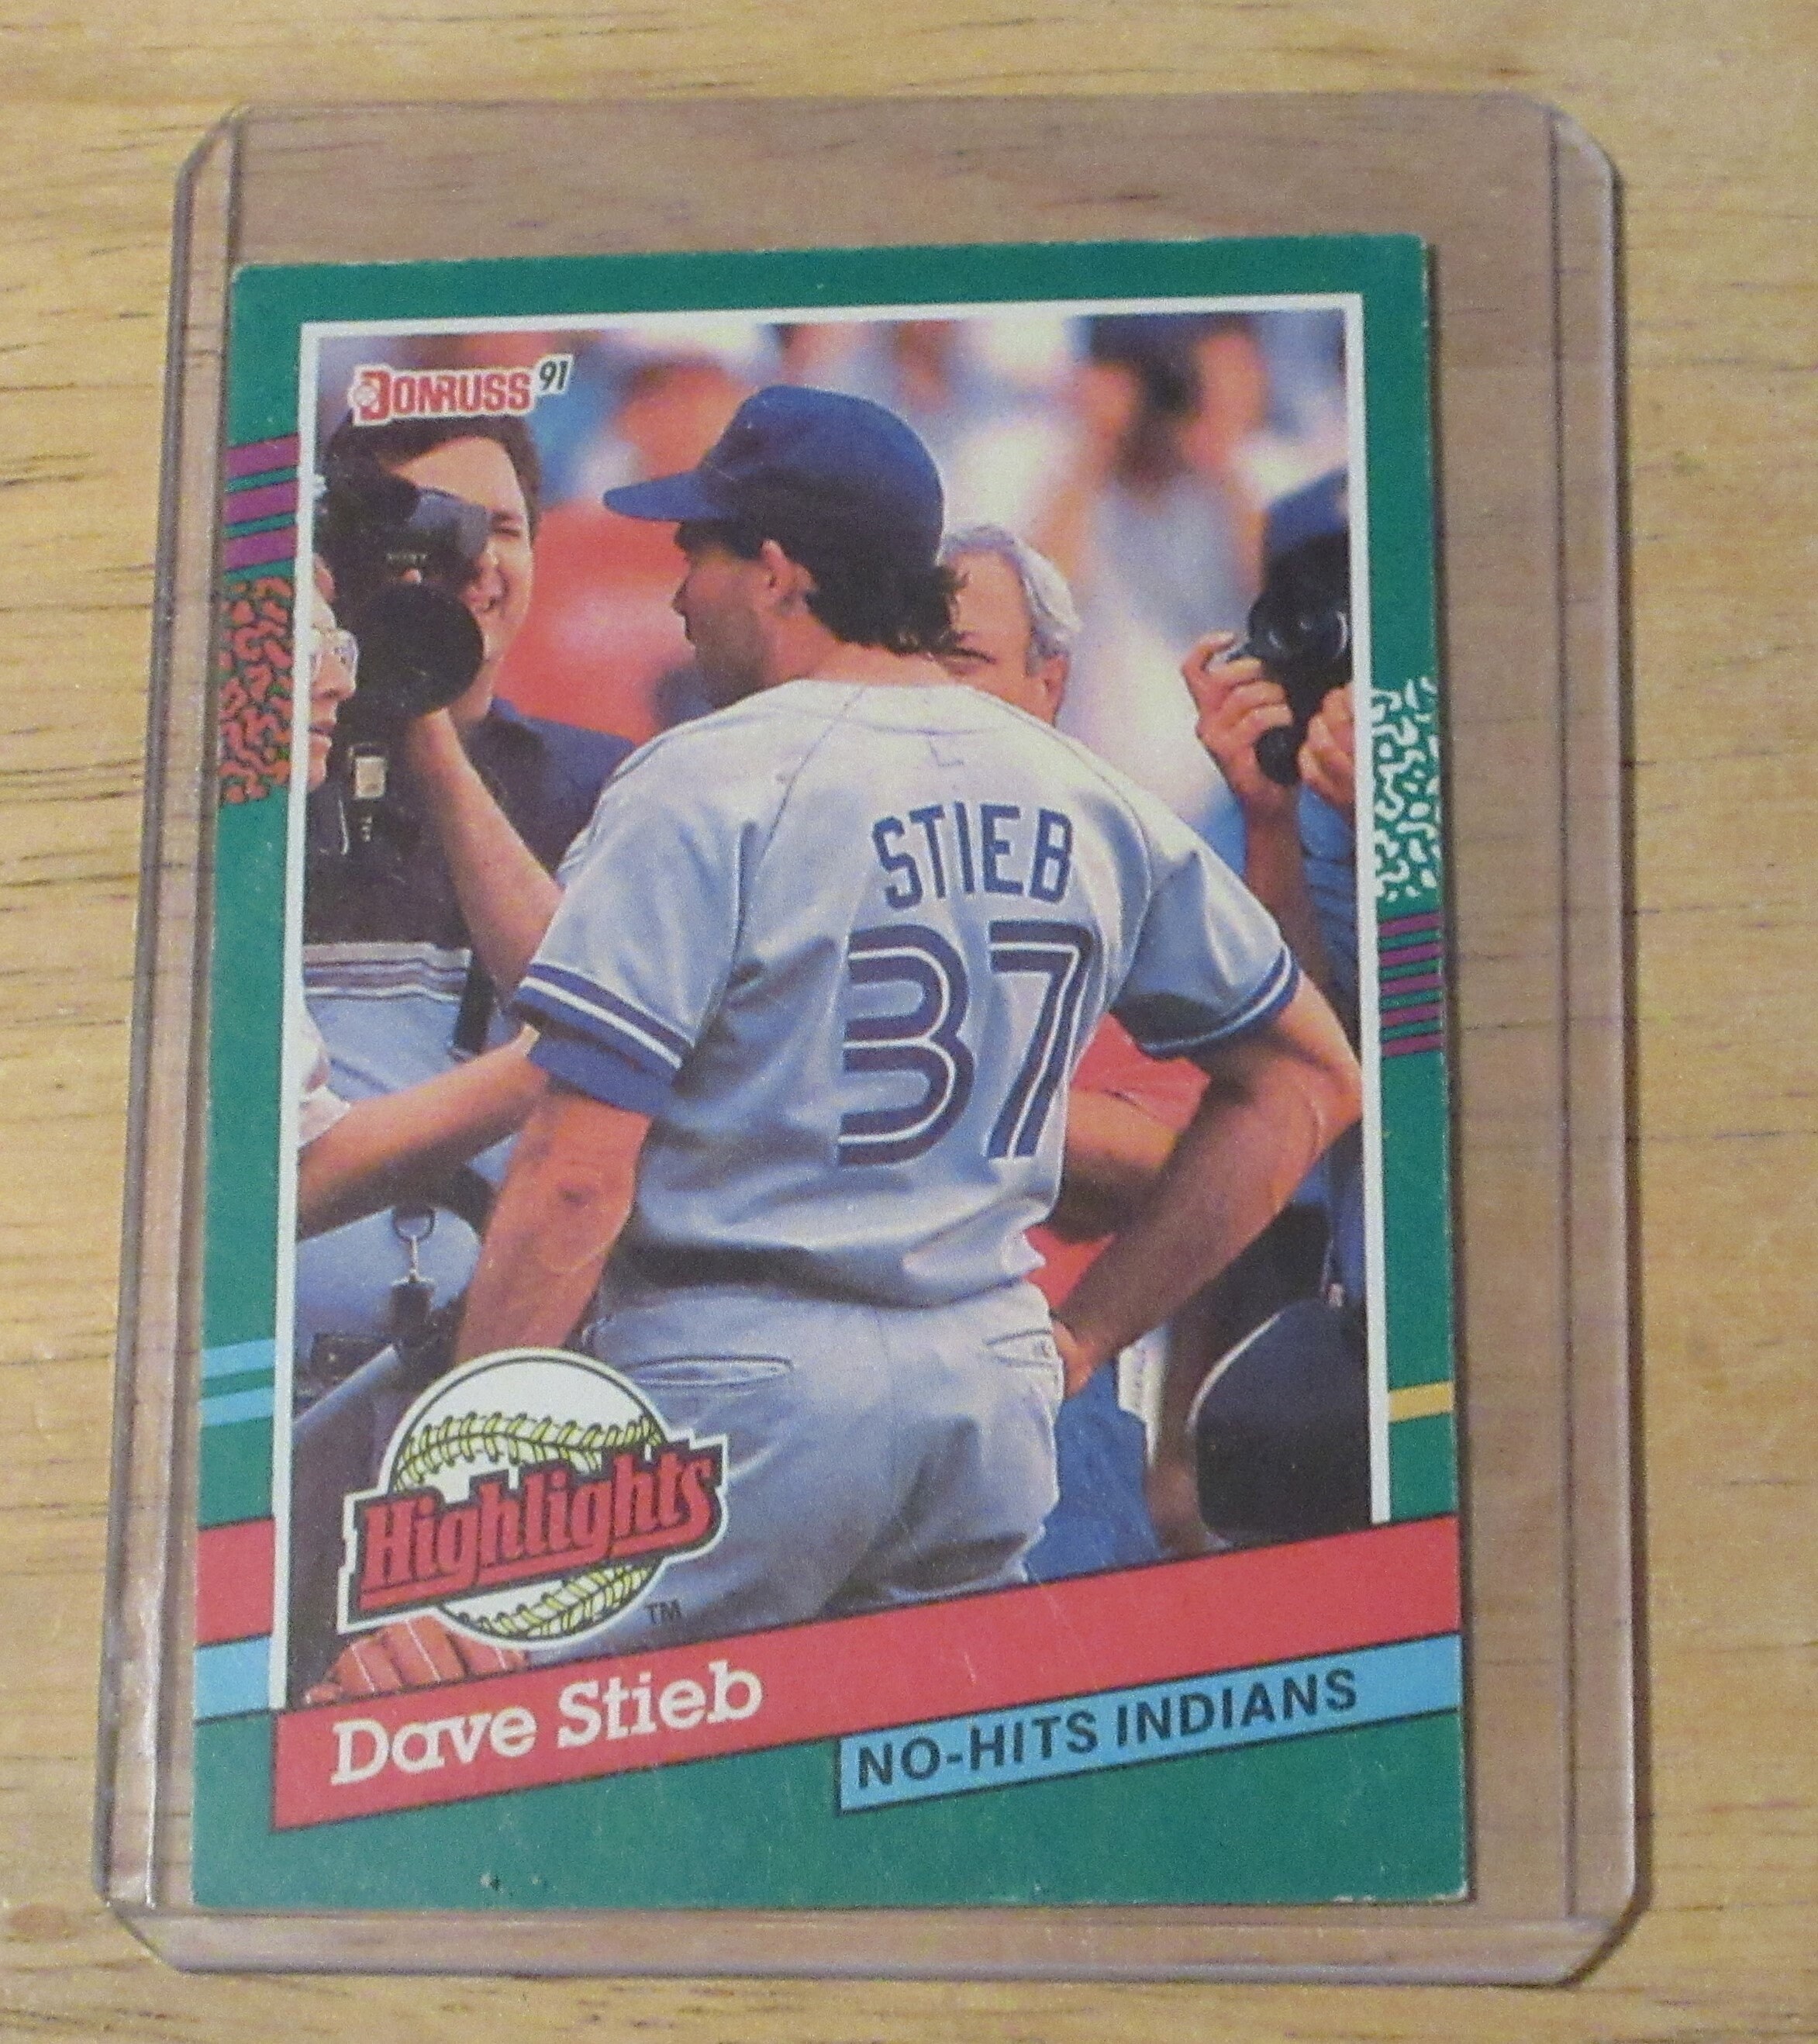 DONRUSS 91
STIEB
37
Highlights
TM
Dave Stieb
NO-HITS INDIANS